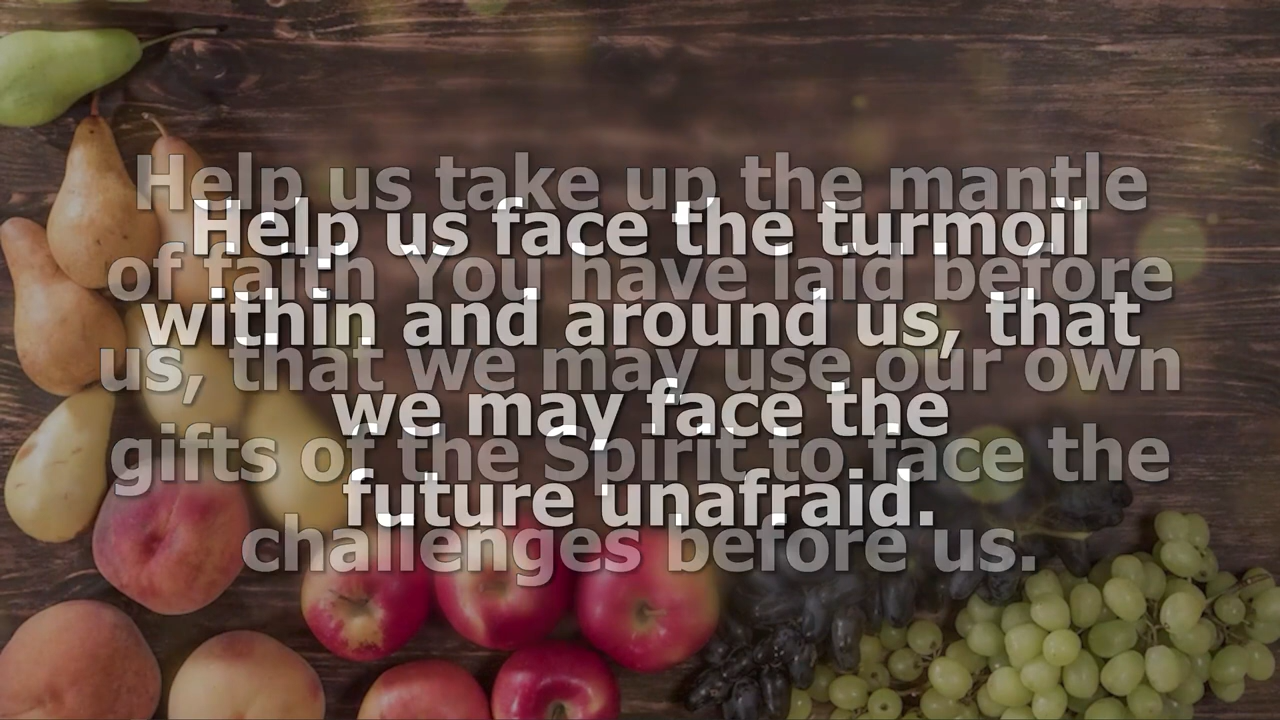 Help us take up the mantle
of faith You have laid before
us, that we may use our own
gifts of the Spirit to face the
challenges before us.
Help us face the turmoil
within and around us, that
we may face the
future unafraid.